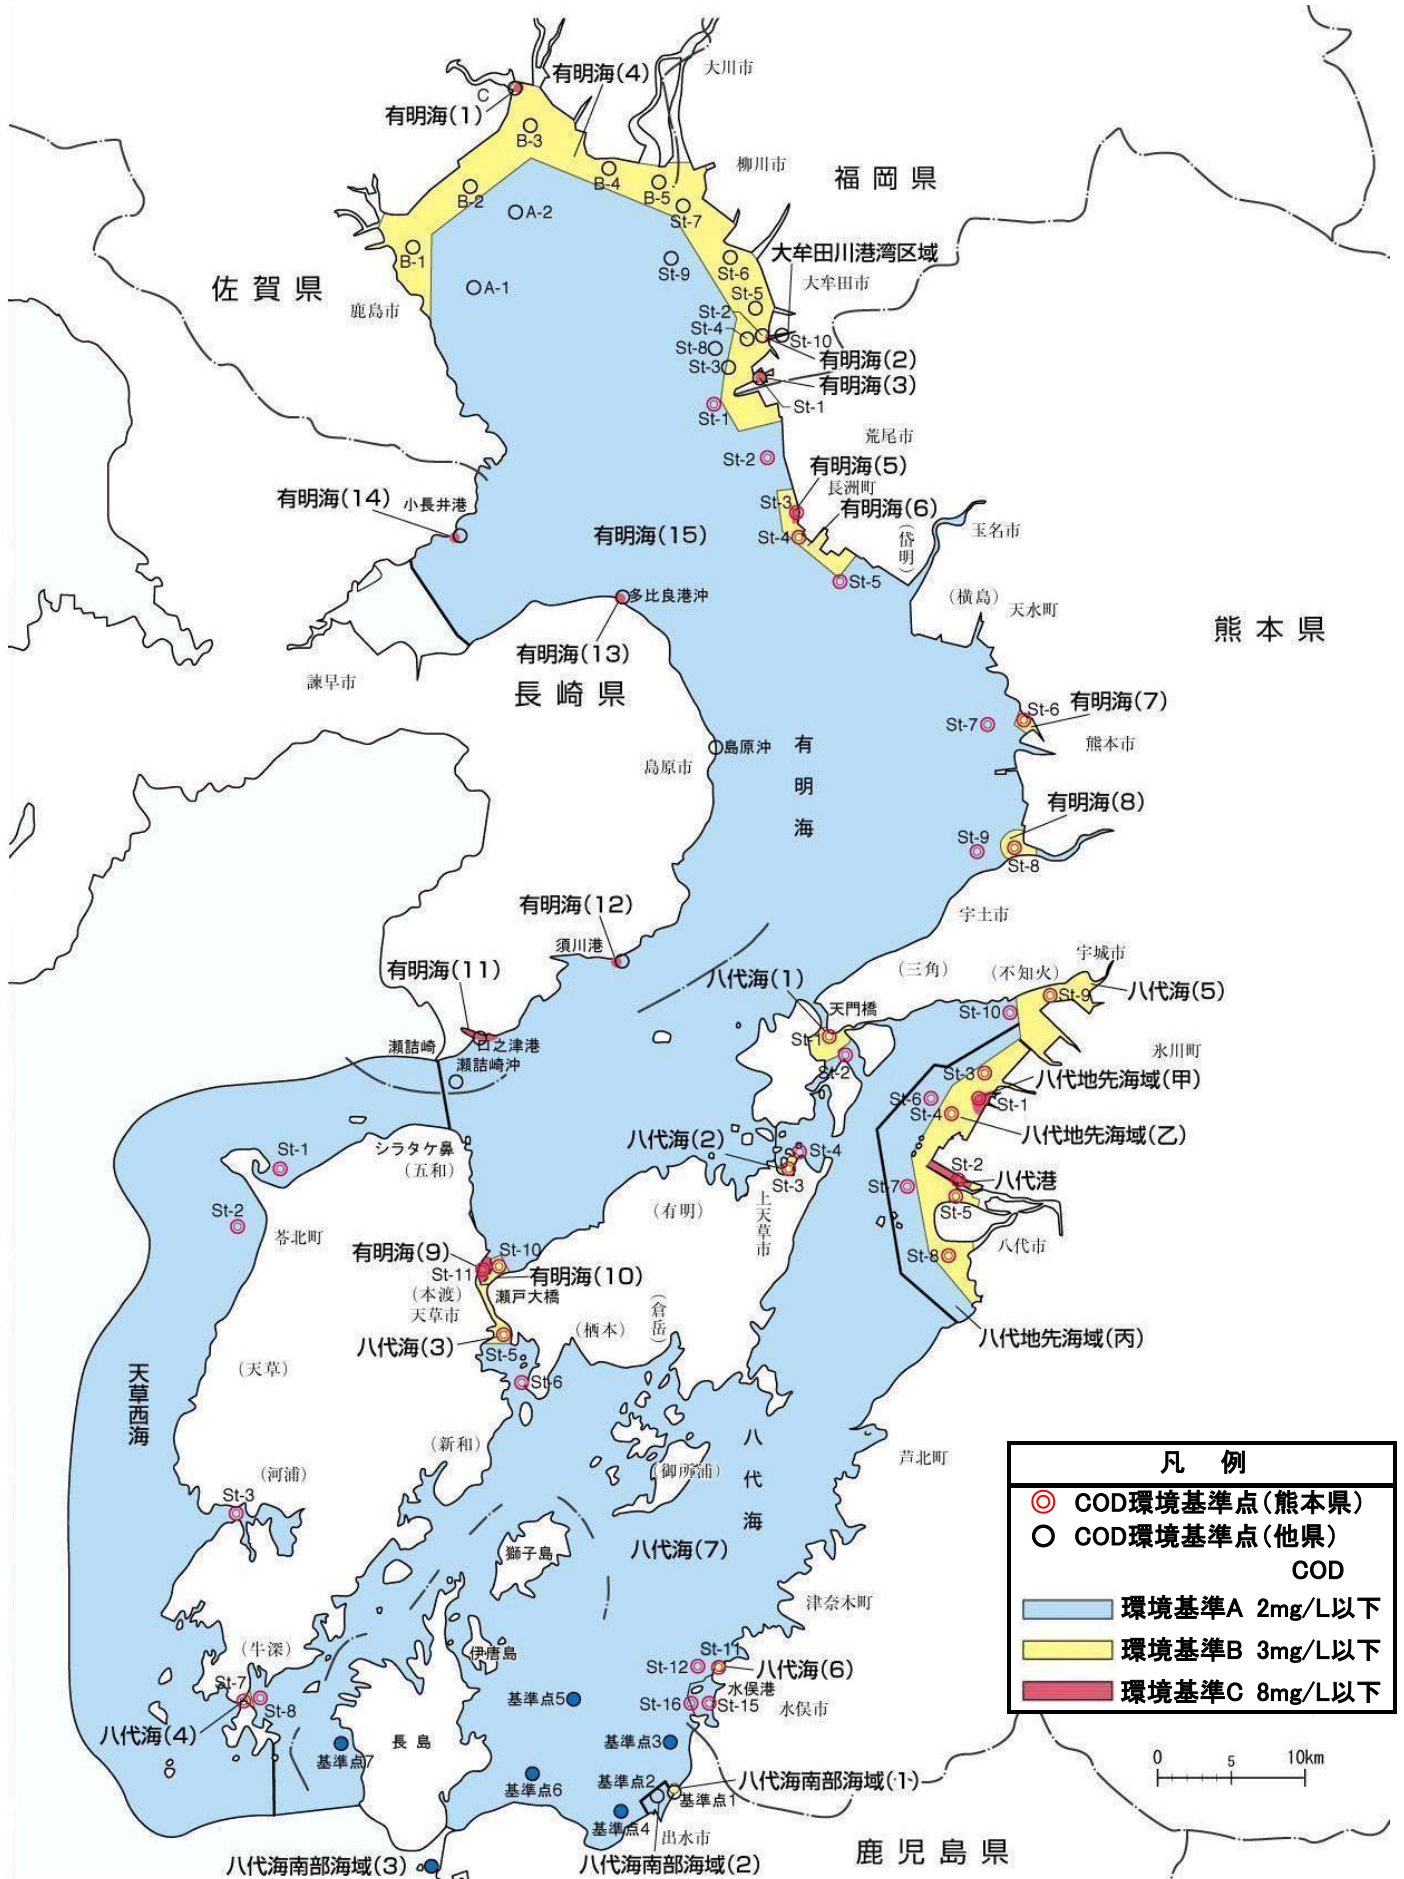 大川市
有明海(4)
C
有明海(1)
B-3
柳川市
福岡県
B-4
B-5
B-2
A-2
St-7
B-1
大牟田川港湾区域
St-9
St-6
佐賀県
大牟田市
A-1
St-5
鹿島市
St-2
St-4
St-10
St-8
有明海(2)
St-3
有明海(3)
St-1
St-1
荒尾市
St-2
有明海(5)
長洲町
有明海(14)
小長井港
St-3
有明海(6)
玉名市
有明海(15)
St-4
(岱明)
St-5
多比良港沖
(横島)
天水町
熊本県
有明海(13)
諫早市
長崎県
有明海(7)
St-6
St-7
熊本市
島原沖
有明海
島原市
有明海(8)
St-9
St-8
有明海(12)
宇土市
須川港
宇城市
有明海(11)
(三角)
(不知火)
八代海(1)
天門橋
St-9
八代海(5)
St-10
St-1
瀬詰崎
口之津港
氷川町
瀬詰崎沖
St-2
St-3
八代地先海域(甲)
St-6
St-1
St-4
八代海(2)
八代地先海域(乙)
シラタケ鼻
St-1
St-4
(五和)
St-3
St-2
八代港
St-7
St-2
(有明)
上天草市
St-5
苓北町
八代市
有明海(9)
St-10
St-8
St-11
有明海(10)
(本渡)
瀬戸大橋
天草市
(倉岳)
(栖本)
八代地先海域(丙)
八代海(3)
St-5
(天草)
天草西海
St-6
(新和)
八代海
芦北町
(御所浦)
(河浦)
St-3
獅子島
八代海(7)
津奈木町
(牛深)
伊唐島
St-11
St-12
八代海(6)
St-7
水俣港
基準点5
St-16
St-15
水俣市
St-8
八代海(4)
長島
基準点3
基準点7
基準点6
基準点2
八代海南部海域(1)
基準点1
基準点4
出水市
鹿児島県
八代海南部海域(3)
八代海南部海域(2)
凡 例
COD環境基準点(熊本県)
COD環境基準点(他県)
COD
環境基準A 2mg/L以下
環境基準B 3mg/L以下
環境基準C 8mg/L以下
0 5 10km